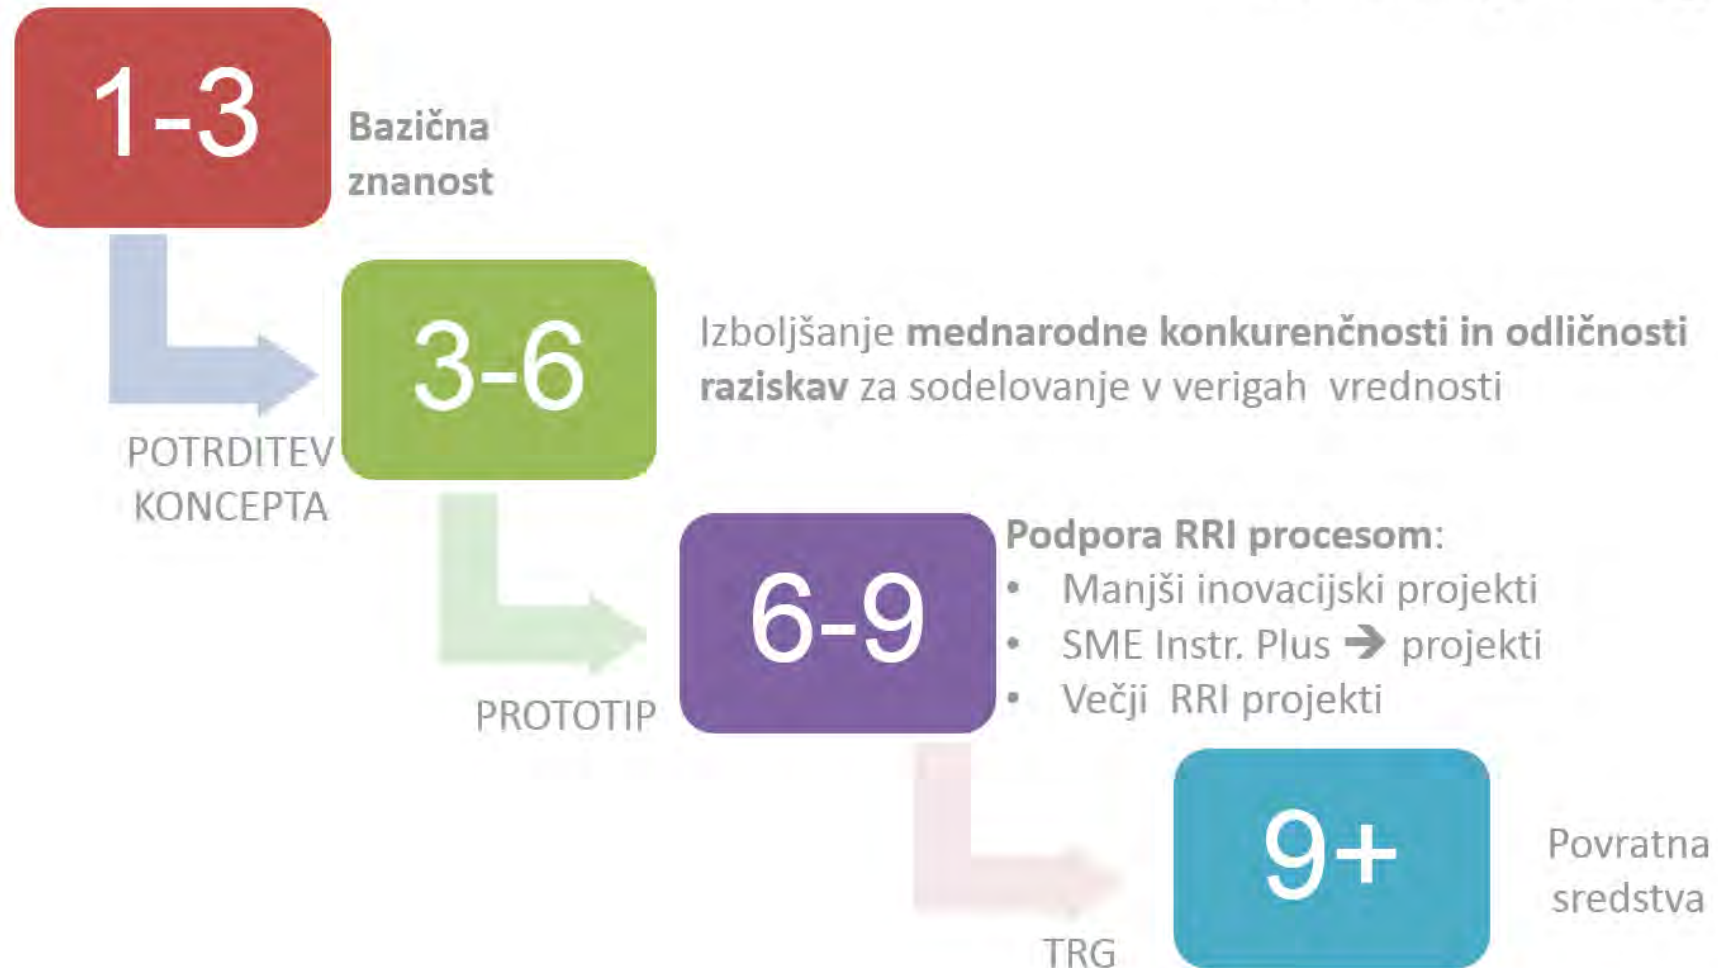 1-3
Bazična
znanost
3-6
Izboljšanje mednarodne konkurenčnosti in odličnosti
raziskav za sodelovanje v verigah vrednosti
POTRDITEV
KONCEPTA
6-9
Podpora RRI procesom:
• Manjši inovacijski projekti
• SME Instr. Plus ➔ projekti
• Večji RRI projekti
PROTOTIP
9+
Povratna
sredstva
TRG